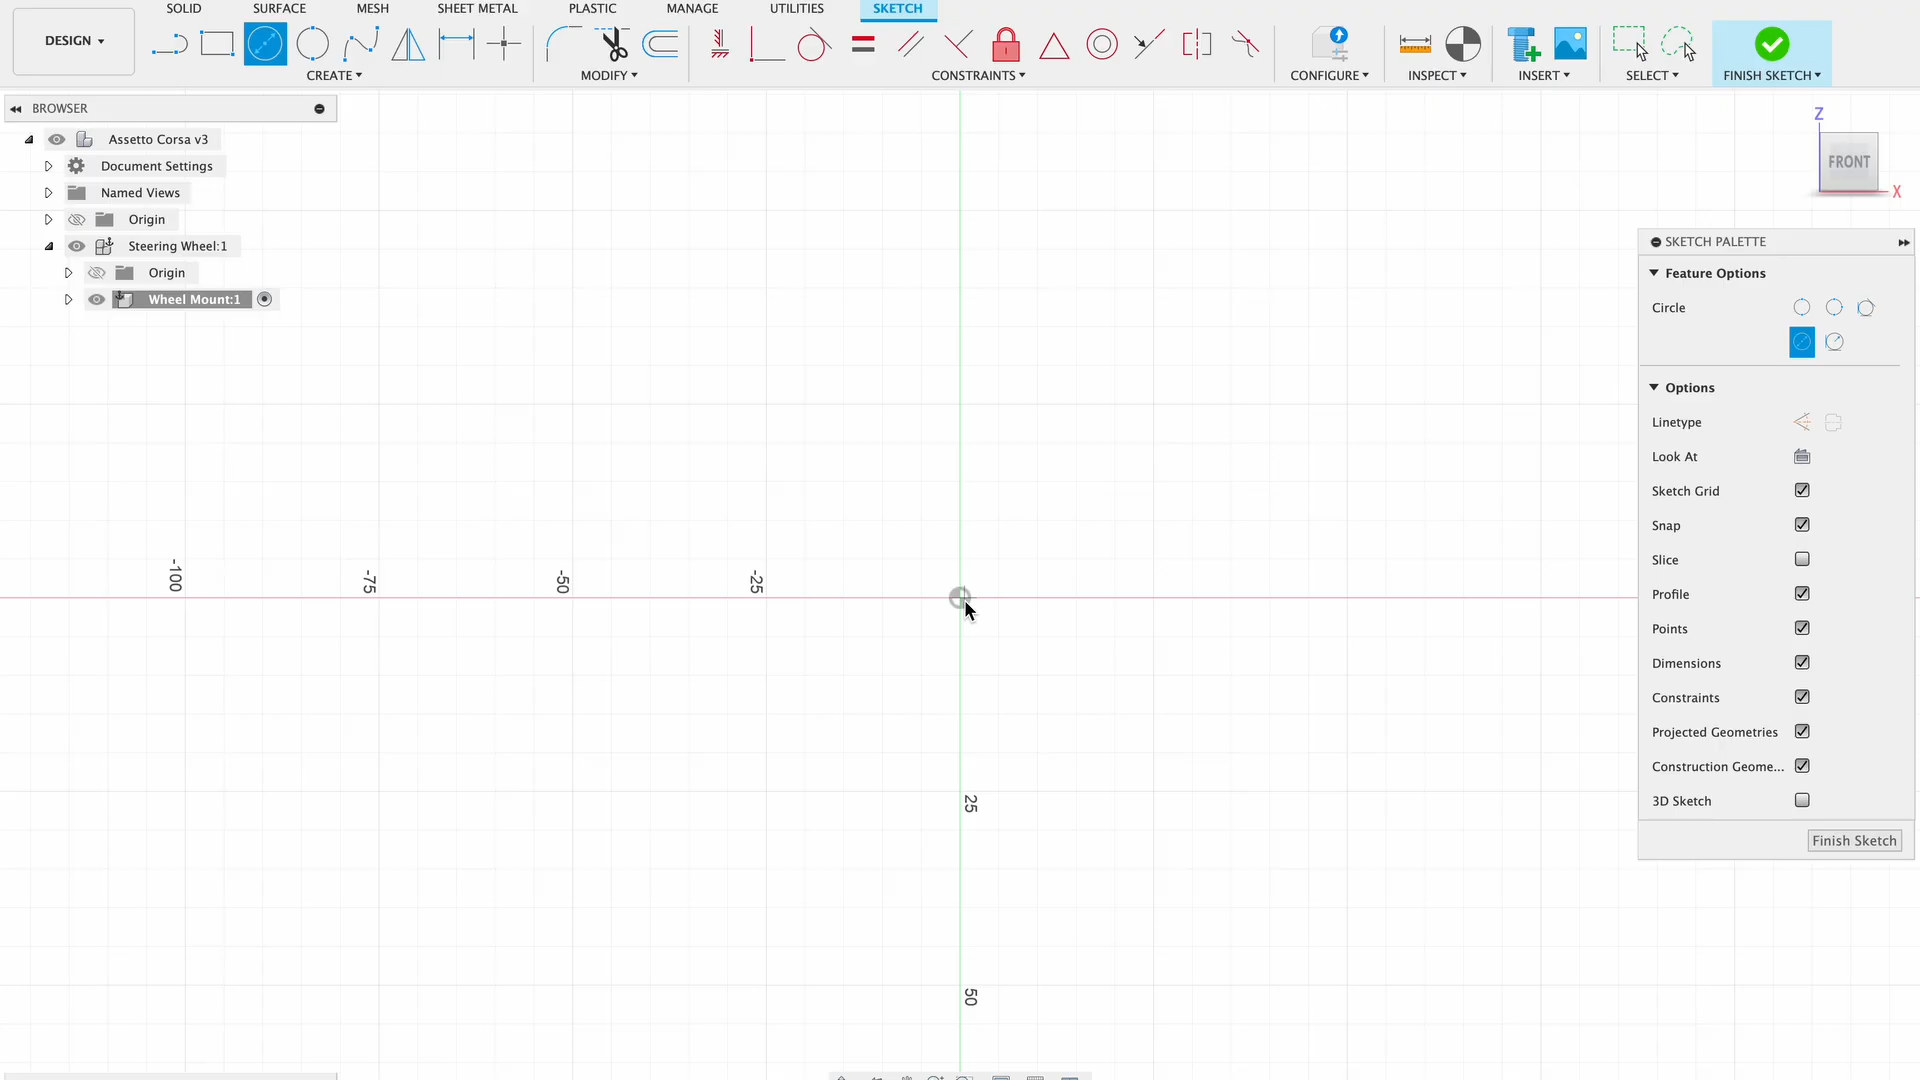 SOLID SURFACE MESH SHEET METAL PLASTIC MANAGE UTILITIES SKETCH
DESIGN
CREATE MODIFY CONSTRAINTS CONFIGURE INSPECT INSERT SELECT FINISH SKETCH
BROWSER
Assetto Corsa v3
Document Settings
Named Views
Origin
Steering Wheel:1
Origin
Wheel Mount:1
Z
FRONT
X
-100
-75
-50
-25
25
50
SKETCH PALETTE
Feature Options
Circle
Options
Linetype
Look At
Sketch Grid
Snap
Slice
Profile
Points
Dimensions
Constraints
Projected Geometries
Construction Geome...
3D Sketch
Finish Sketch